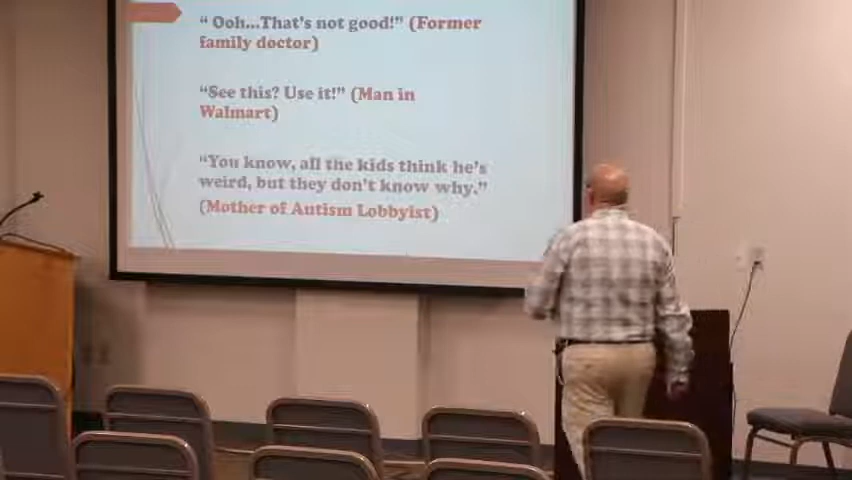 “ Ooh...That’s not good!” (Former
family doctor)
“See this? Use it!” (Man in
Walmart)
“You know, all the kids think he’s
weird, but they don’t know why.”
(Mother of Autism Lobbyist)